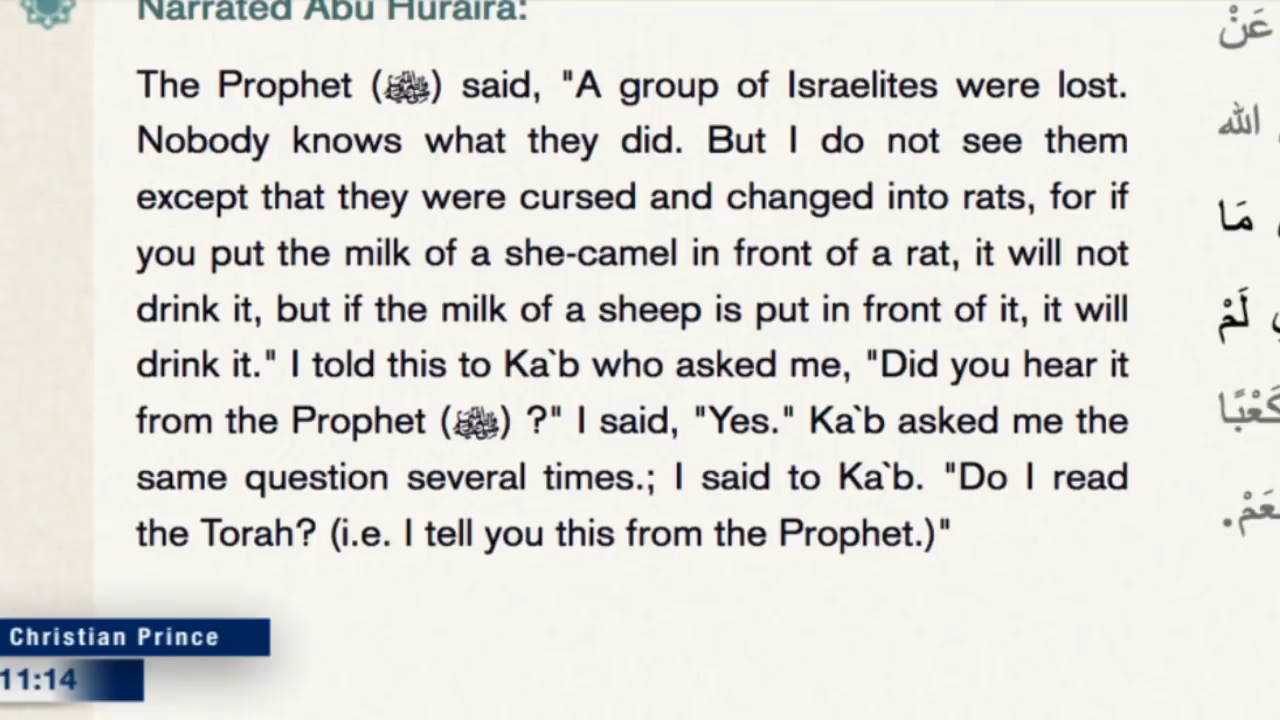 Narrated Abu Huraira:
The Prophet (ﷺ) said, "A group of Israelites were lost.
Nobody knows what they did. But I do not see them
except that they were cursed and changed into rats, for if
you put the milk of a she-camel in front of a rat, it will not
drink it, but if the milk of a sheep is put in front of it, it will
drink it." I told this to Ka`b who asked me, "Did you hear it
from the Prophet (ﷺ) ?" I said, "Yes." Ka`b asked me the
same question several times.; I said to Ka`b. "Do I read
the Torah? (i.e. I tell you this from the Prophet.)"
عَنْ
الله
مَا
لَمْ
كَعْبًا
نَعَمْ.
Christian Prince
11:14